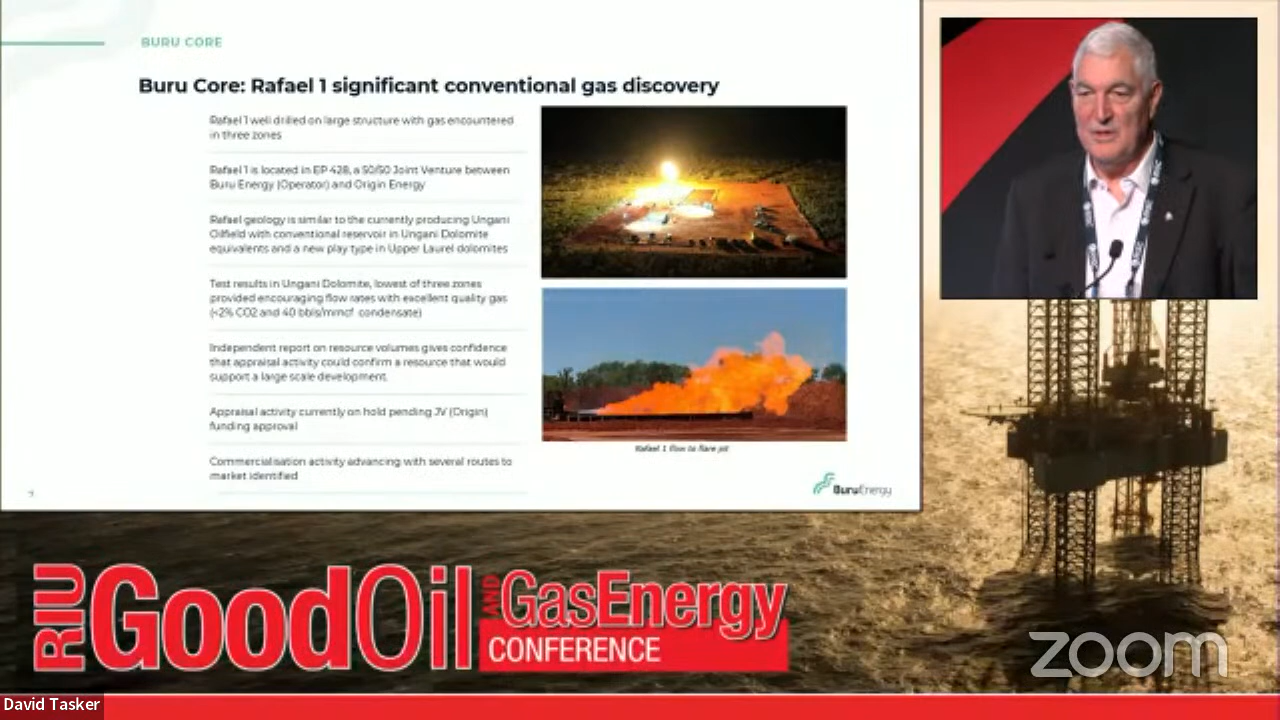 BURU CORE
Buru Core: Rafael 1 significant conventional gas discovery
Rafael 1 well drilled on large structure with gas encountered
in three zones
Rafael 1 is located in EP 428, a 50/50 Joint Venture between
Buru Energy (Operator) and Origin Energy
Rafael geology is similar to the currently producing Ungani
Oilfield with conventional reservoir in Ungani Dolomite
equivalents and a new play type in Upper Laurel dolomites
Test results in Ungani Dolomite, lowest of three zones
provided encouraging flow rates with excellent quality gas
(<2% CO2 and 40 bbls/mmcf condensate)
Independent report on resource volumes gives confidence
that appraisal activity could confirm a resource that would
support a large scale development.
Appraisal activity currently on hold pending JV (Origin)
funding approval
Commercialisation activity advancing with several routes to
market identified
Rafael 1 flow to flare pit
BuruEnergy
RIU GoodOil AND GasEnergy
CONFERENCE
zoom
David Tasker